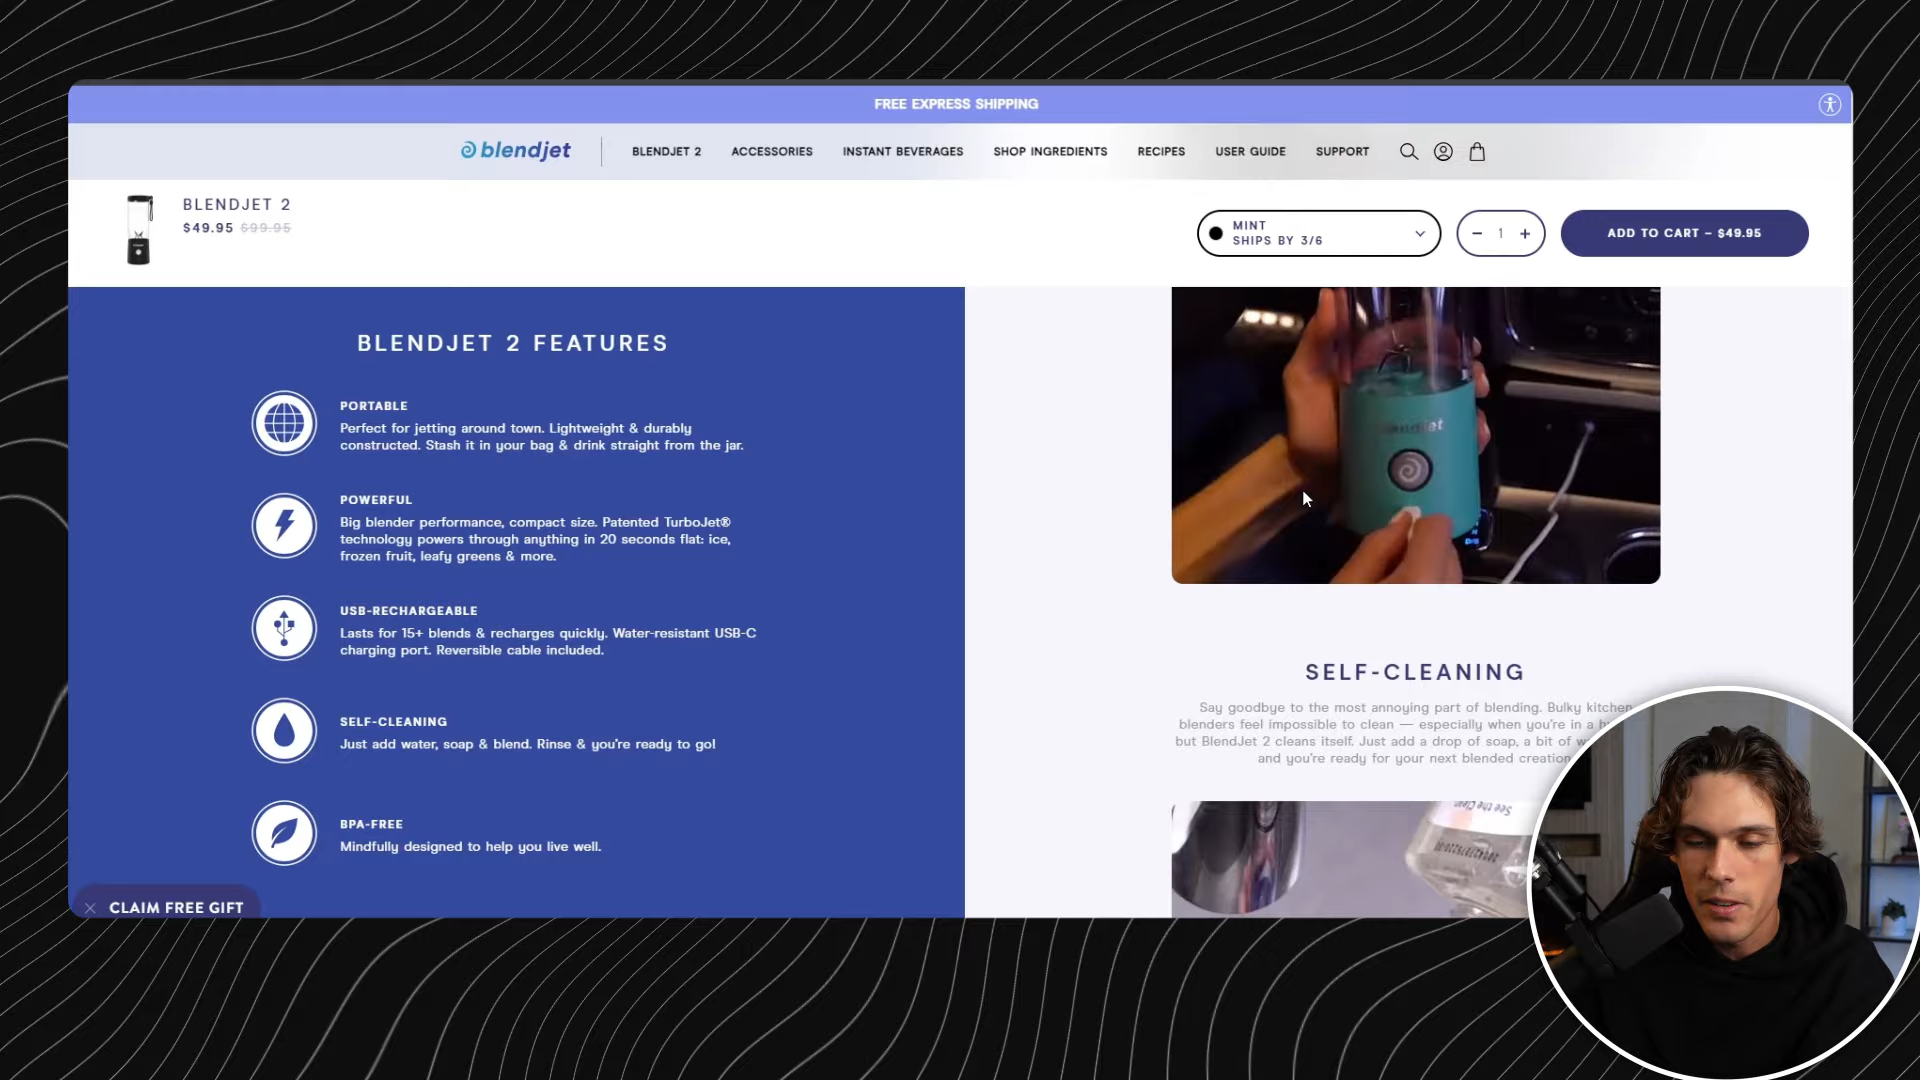 FREE EXPRESS SHIPPING
blendjet
BLENDJET 2
ACCESSORIES
INSTANT BEVERAGES
SHOP INGREDIENTS
RECIPES
USER GUIDE
SUPPORT
BLENDJET 2
$49.95 $99.95
MINT
SHIPS BY 3/6
− 1 +
ADD TO CART – $49.95
BLENDJET 2 FEATURES
PORTABLE
Perfect for jetting around town. Lightweight & durably
constructed. Stash it in your bag & drink straight from the jar.
POWERFUL
Big blender performance, compact size. Patented TurboJet®
technology powers through anything in 20 seconds flat: ice,
frozen fruit, leafy greens & more.
USB-RECHARGEABLE
Lasts for 15+ blends & recharges quickly. Water-resistant USB-C
charging port. Reversible cable included.
SELF-CLEANING
Just add water, soap & blend. Rinse & you're ready to go!
BPA-FREE
Mindfully designed to help you live well.
CLAIM FREE GIFT
blendjet
SELF-CLEANING
Say goodbye to the most annoying part of blending. Bulky kitchen
blenders feel impossible to clean — especially when you're in a
but BlendJet 2 cleans itself. Just add a drop of soap, a bit of
and you're ready for your next blended creation
See the Clean